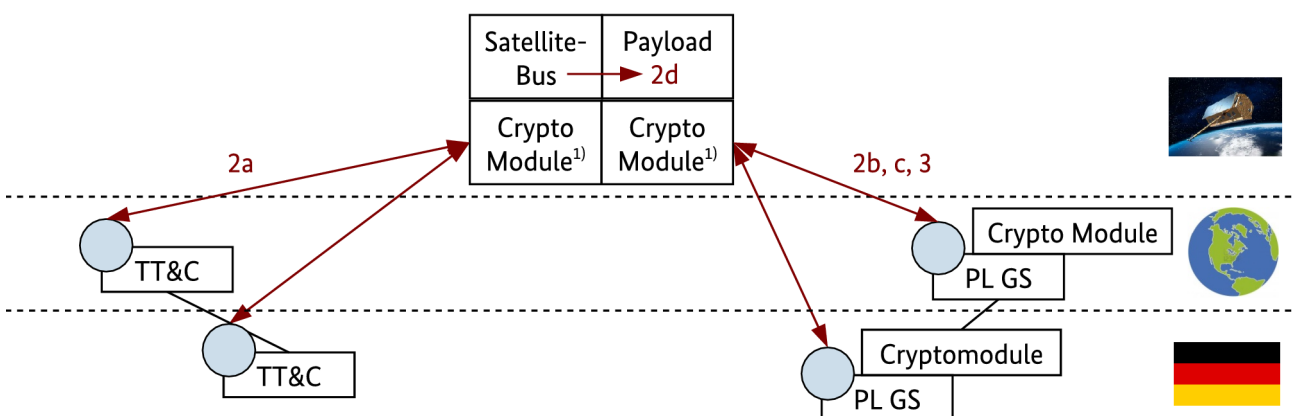 Satellite-
Bus
Payload
2d
Crypto
Module1)
Crypto
Module1)
2a
2b, c, 3
Crypto Module
TT&C
PL GS
Cryptomodule
TT&C
PL GS